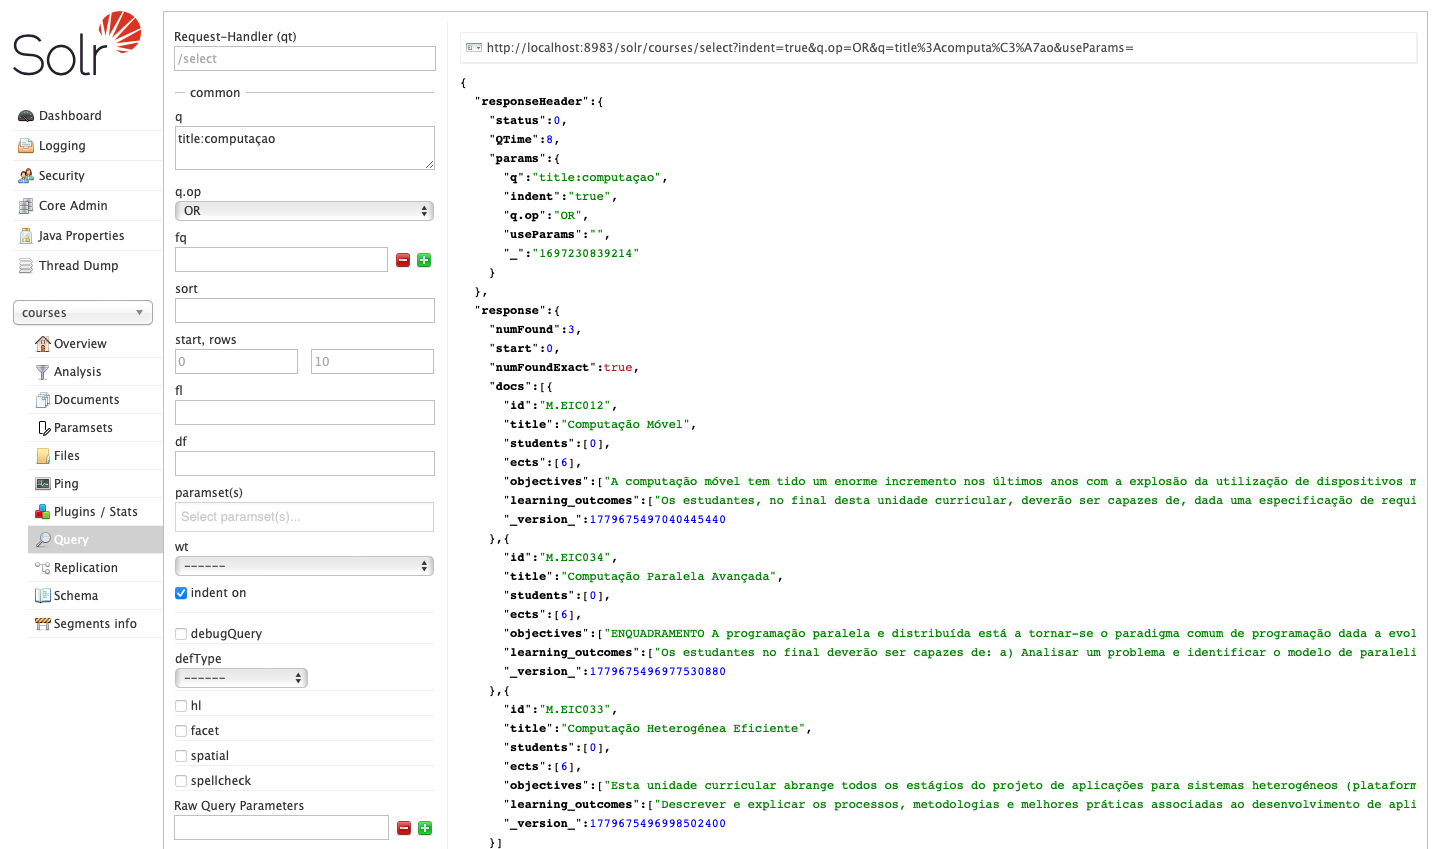 Solr
Dashboard
Logging
Security
Core Admin
Java Properties
Thread Dump
courses
Overview
Analysis
Documents
Paramsets
Files
Ping
Plugins / Stats
Query
Replication
Schema
Segments info
Request-Handler (qt)
/select
common
q
title:computaçao
q.op
OR
fq
sort
start, rows
0 10
fl
df
paramset(s)
Select paramset(s)...
wt
------
indent on
debugQuery
defType
------
hl
facet
spatial
spellcheck
Raw Query Parameters
http://localhost:8983/solr/courses/select?indent=true&q.op=OR&q=title%3Acomputa%C3%A7ao&useParams=
{
"responseHeader":{
"status":0,
"QTime":8,
"params":{
"q":"title:computaçao",
"indent":"true",
"q.op":"OR",
"useParams":"",
"_":"1697230839214"
}
},
"response":{
"numFound":3,
"start":0,
"numFoundExact":true,
"docs":[{
"id":"M.EIC012",
"title":"Computação Móvel",
"students":[0],
"ects":[6],
"objectives":["A computação móvel tem tido um enorme incremento nos últimos anos com a explosão da utilização de dispositivos m
"learning_outcomes":["Os estudantes, no final desta unidade curricular, deverão ser capazes de, dada uma especificação de requi
"_version_":1779675497040445440
},{
"id":"M.EIC034",
"title":"Computação Paralela Avançada",
"students":[0],
"ects":[6],
"objectives":["ENQUADRAMENTO A programação paralela e distribuída está a tornar-se o paradigma comum de programação dada a evol
"learning_outcomes":["Os estudantes no final deverão ser capazes de: a) Analisar um problema e identificar o modelo de paraleli
"_version_":1779675496977530880
},{
"id":"M.EIC033",
"title":"Computação Heterogénea Eficiente",
"students":[0],
"ects":[6],
"objectives":["Esta unidade curricular abrange todos os estágios do projeto de aplicações para sistemas heterogéneos (plataform
"learning_outcomes":["Descrever e explicar os processos, metodologias e melhores práticas associadas ao desenvolvimento de apli
"_version_":1779675496998502400
}]